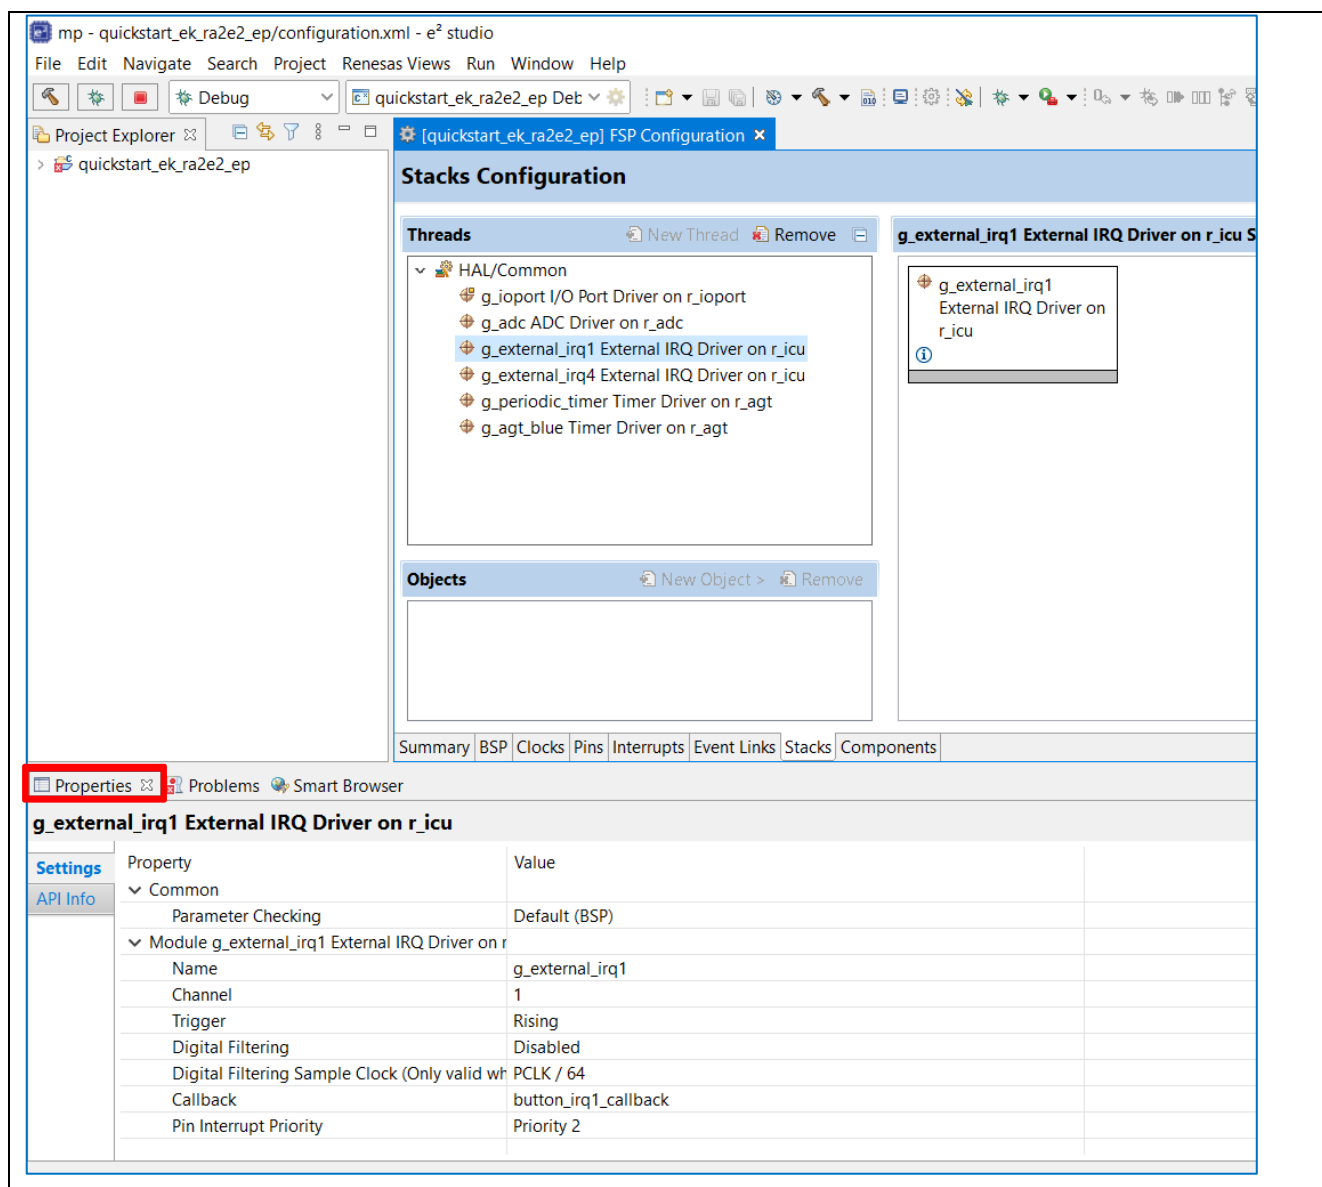 mp - quickstart_ek_ra2e2_ep/configuration.xml - e² studio
File Edit Navigate Search Project Renesas Views Run Window Help
Debug quickstart_ek_ra2e2_ep Deb
Project Explorer [quickstart_ek_ra2e2_ep] FSP Configuration
quickstart_ek_ra2e2_ep
Stacks Configuration
Threads New Thread Remove
HAL/Common
g_ioport I/O Port Driver on r_ioport
g_adc ADC Driver on r_adc
g_external_irq1 External IRQ Driver on r_icu
g_external_irq4 External IRQ Driver on r_icu
g_periodic_timer Timer Driver on r_agt
g_agt_blue Timer Driver on r_agt
g_external_irq1 External IRQ Driver on r_icu S
g_external_irq1
External IRQ Driver on
r_icu
Objects New Object > Remove
Summary BSP Clocks Pins Interrupts Event Links Stacks Components
Properties Problems Smart Browser
g_external_irq1 External IRQ Driver on r_icu
Settings
API Info
Property Value
Common
Parameter Checking Default (BSP)
Module g_external_irq1 External IRQ Driver on r
Name g_external_irq1
Channel 1
Trigger Rising
Digital Filtering Disabled
Digital Filtering Sample Clock (Only valid wh PCLK / 64
Callback button_irq1_callback
Pin Interrupt Priority Priority 2